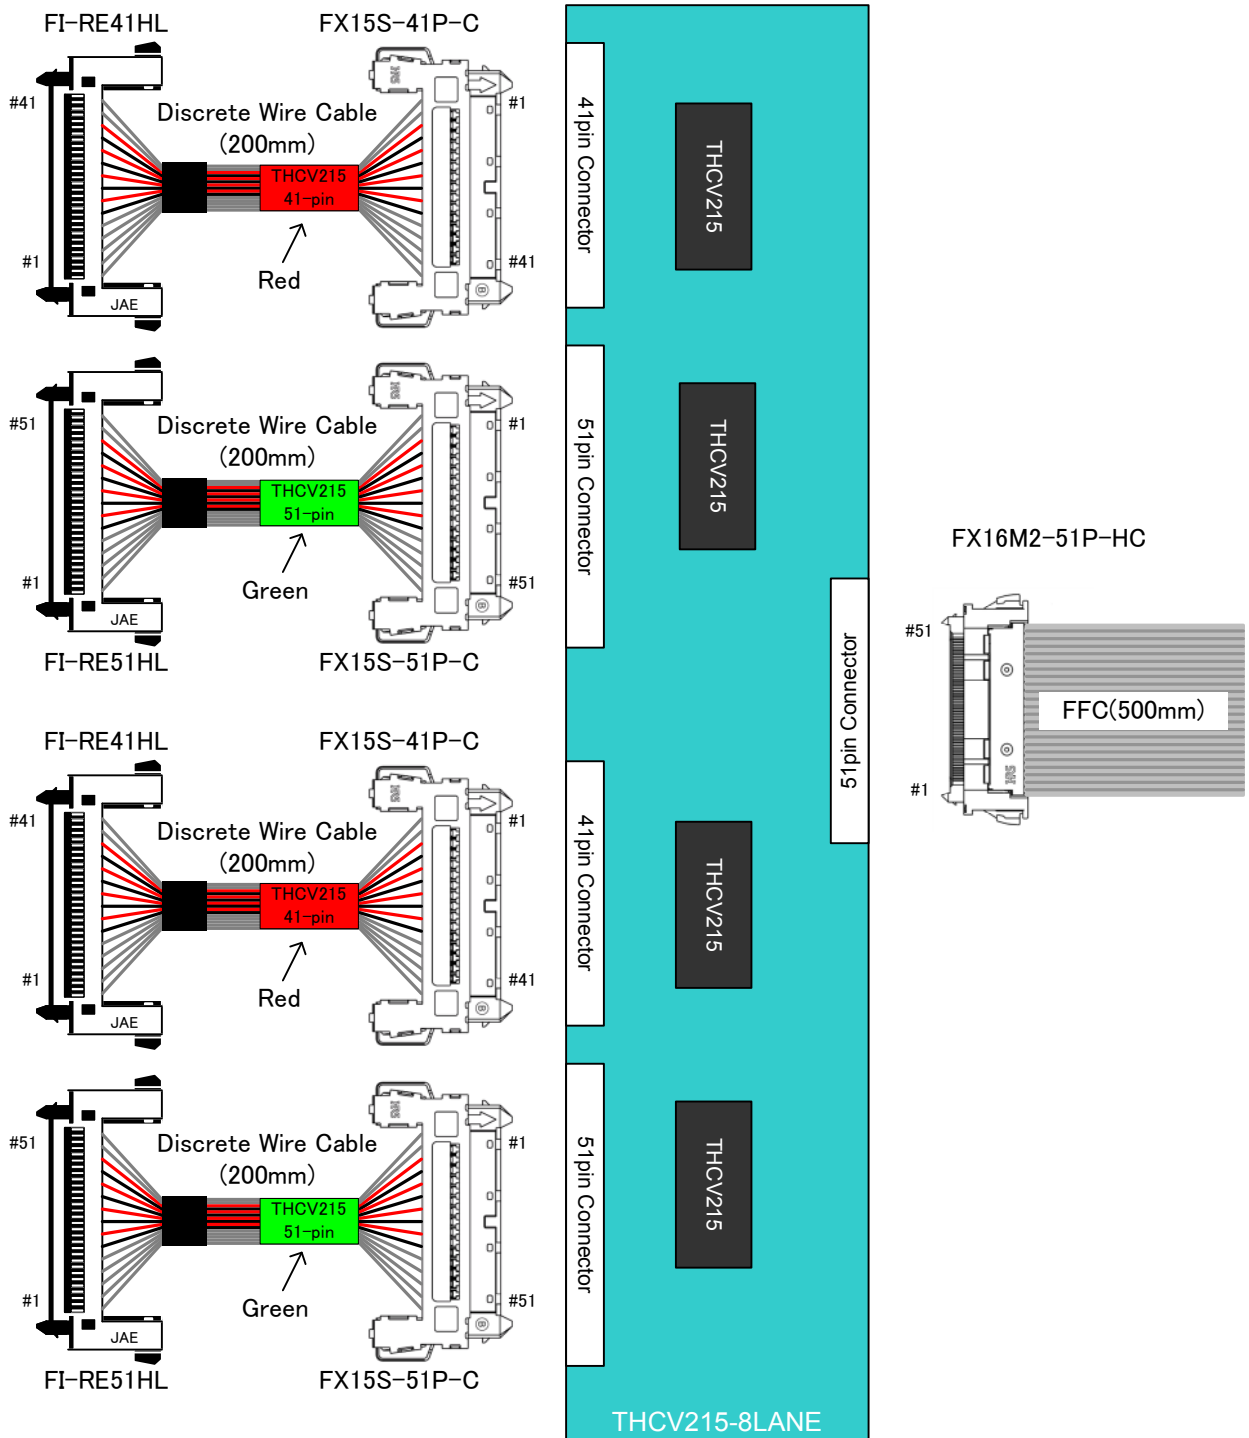 FI-RE41HL
FX15S-41P-C
#41
Discrete Wire Cable
(200mm)
#1
THCV215
41-pin
#1
Red
#41
JAE
41pin Connector
THCV215
#51
Discrete Wire Cable
(200mm)
#1
THCV215
51-pin
#1
Green
#51
JAE
FI-RE51HL
FX15S-51P-C
51pin Connector
THCV215
FX16M2-51P-HC
#51
51pin Connector
FFC(500mm)
#1
FI-RE41HL
FX15S-41P-C
#41
Discrete Wire Cable
(200mm)
#1
THCV215
41-pin
#1
Red
#41
JAE
41pin Connector
THCV215
#51
Discrete Wire Cable
(200mm)
#1
THCV215
51-pin
#1
Green
#51
JAE
FI-RE51HL
FX15S-51P-C
51pin Connector
THCV215
THCV215-8LANE